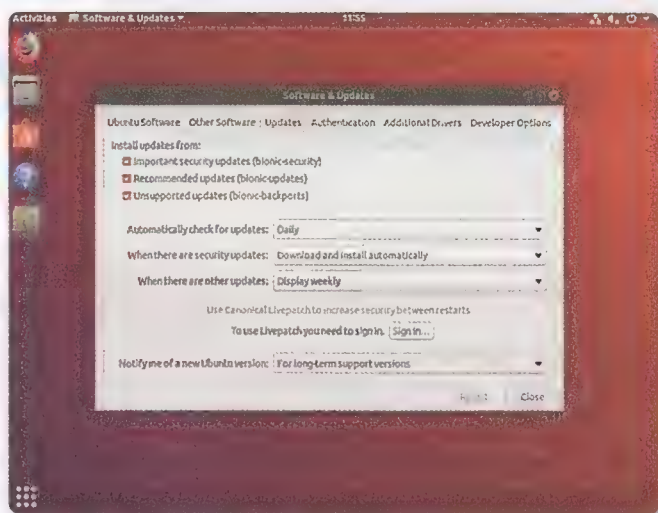 Activities Software & Updates 11:55
Software & Updates
Ubuntu Software Other Software Updates Authentication Additional Drivers Developer Options
Install updates from:
Important security updates (bionic-security)
Recommended updates (bionic-updates)
Unsupported updates (bionic-backports)
Automatically check for updates: Daily
When there are security updates: Download and install automatically
When there are other updates: Display weekly
Use Canonical Livepatch to increase security between restarts
To use Livepatch you need to sign in. Sign in...
Notify me of a new Ubuntu version: For long-term support versions
Close